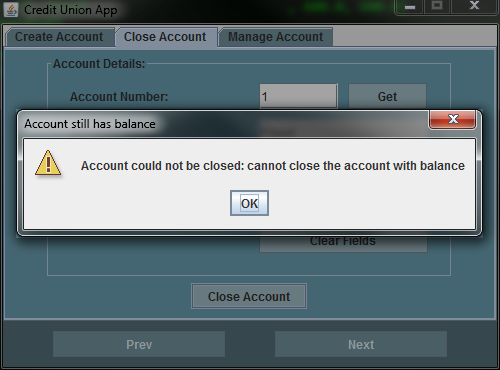 Credit Union App
Create Account Close Account Manage Account
Account Details:
Account Number: 1 Get
Account still has balance
Account could not be closed: cannot close the account with balance
OK
Clear Fields
Close Account
Prev Next